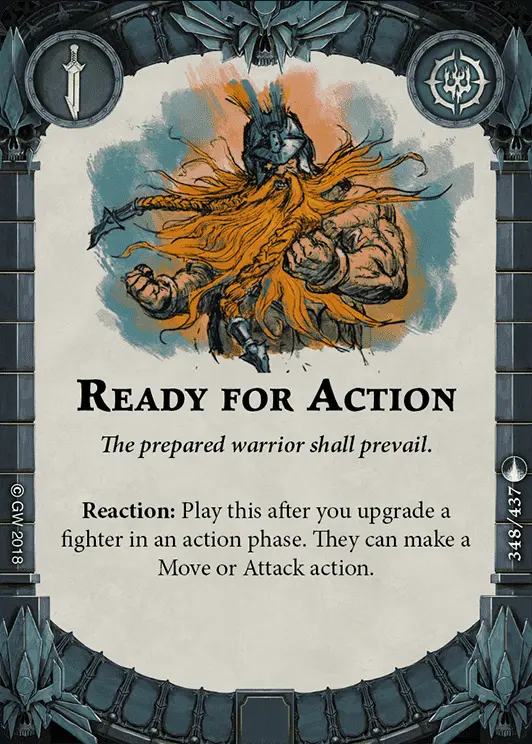 Ready for Action
The prepared warrior shall prevail.
Reaction: Play this after you upgrade a
fighter in an action phase. They can make a
Move or Attack action.
© GW 2018
348/437